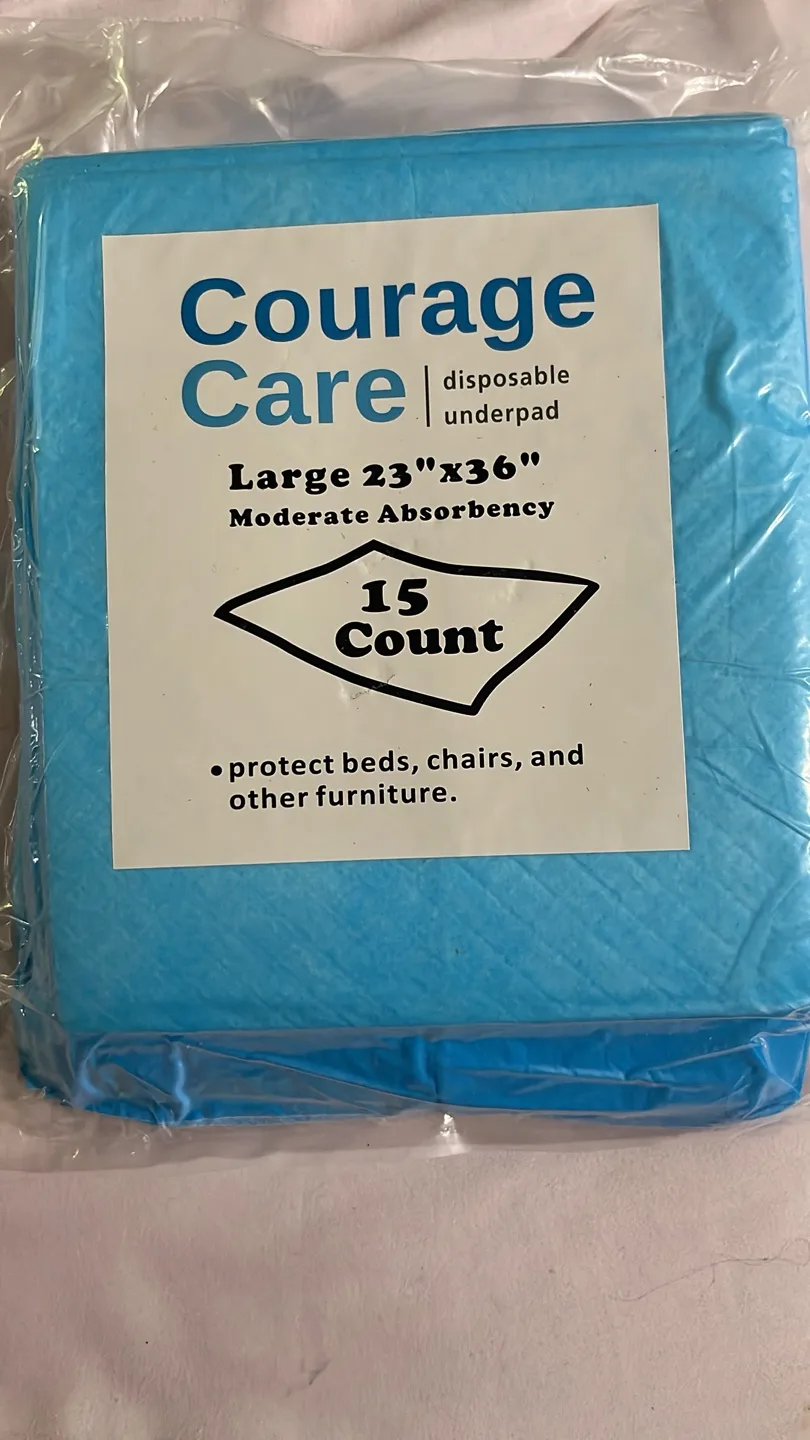 Courage
Care | disposable
underpad
Large 23"x36"
Moderate Absorbency
15
Count
• protect beds, chairs, and
other furniture.